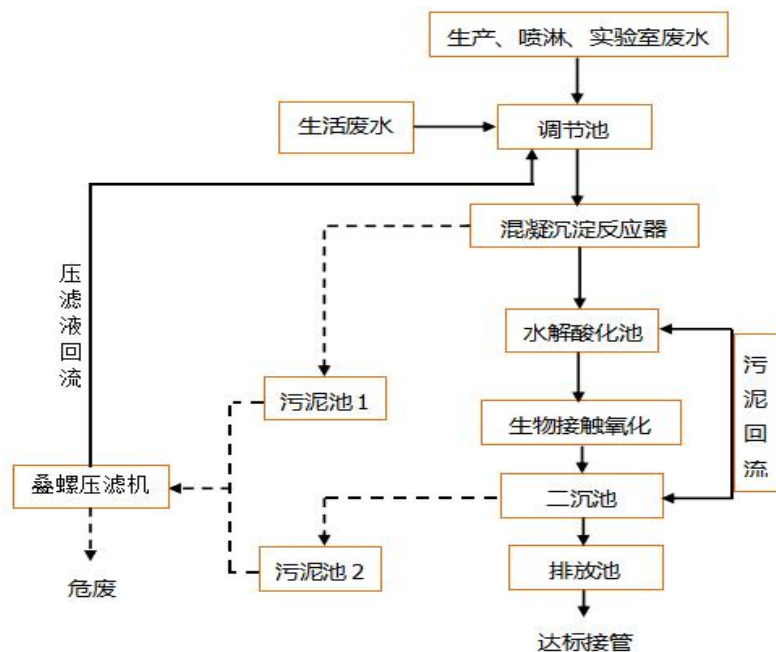 生产、喷淋、实验室废水
生活废水
调节池
混凝沉淀反应器
压滤液回流
水解酸化池
污泥回流
污泥池1
生物接触氧化
叠螺压滤机
二沉池
污泥池2
排放池
危废
达标接管